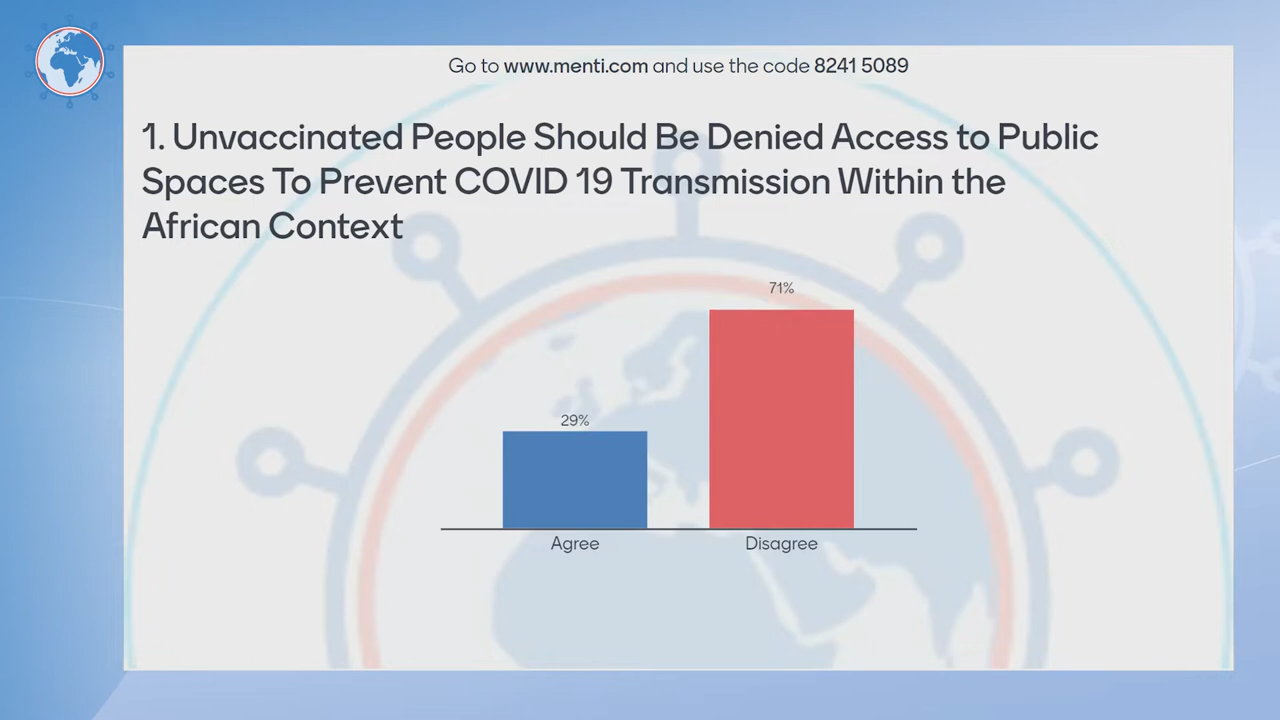 Go to www.menti.com and use the code 8241 5089
1. Unvaccinated People Should Be Denied Access to Public
Spaces To Prevent COVID 19 Transmission Within the
African Context
71%
29%
Agree
Disagree